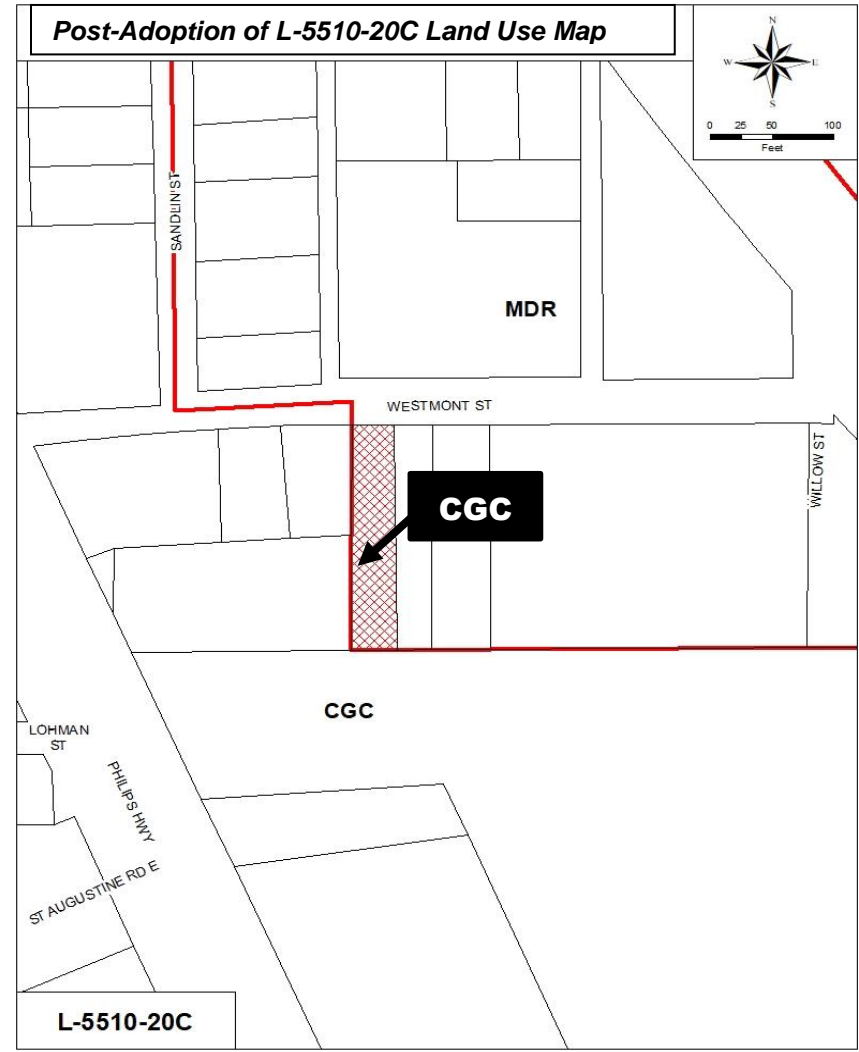 Post-Adoption of L-5510-20C Land Use Map
N
W
E
S
0 25 50 100
Feet
SANDLIN ST
MDR
WESTMONT ST
WILLOW ST
CGC
CGC
LOHMAN
ST
PHILIPS HWY
ST AUGUSTINE RD E
L-5510-20C